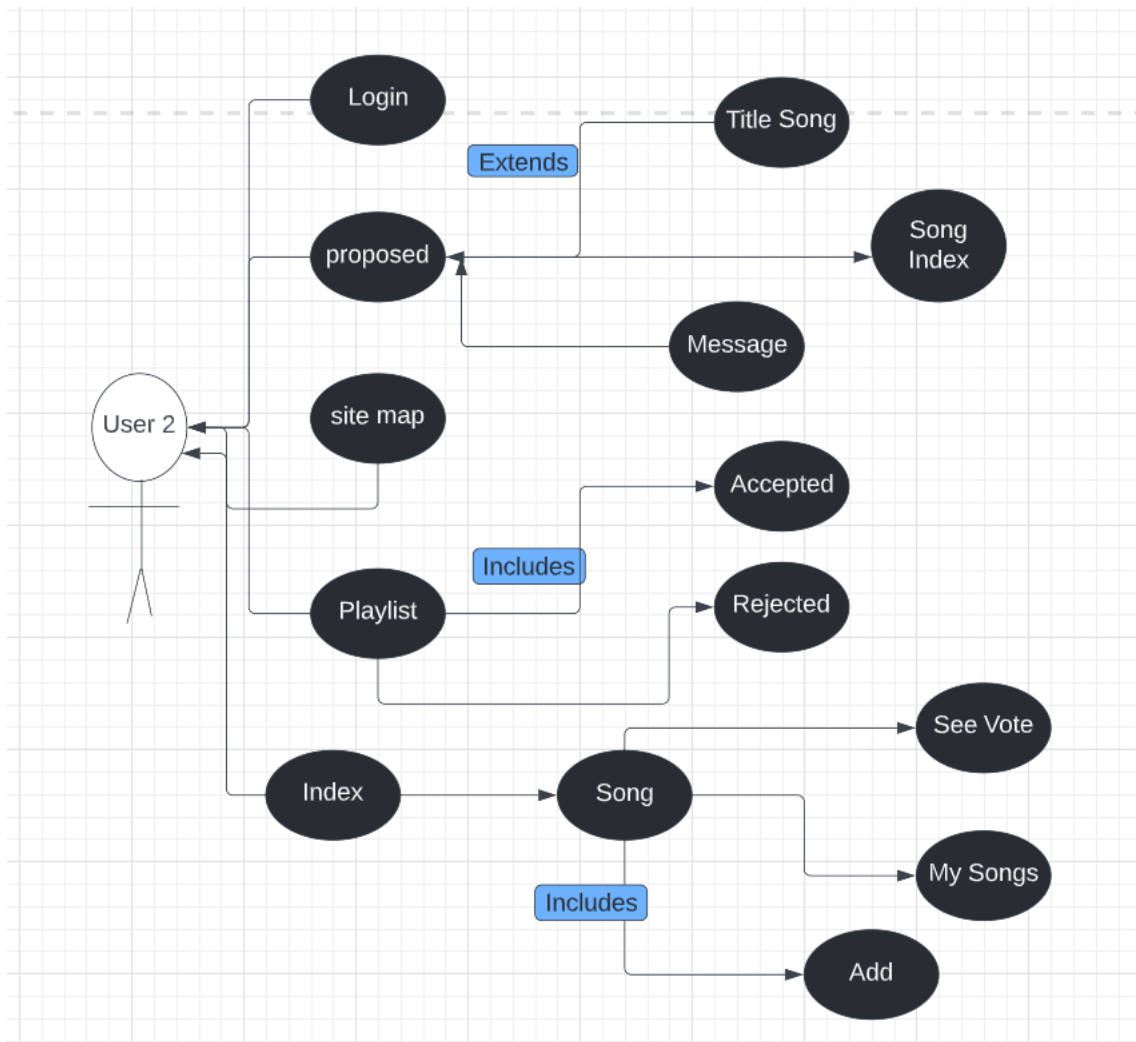 Login
Title Song
Extends
proposed
Song
Index
Message
User 2
site map
Accepted
Includes
Playlist
Rejected
See Vote
Index
Song
My Songs
Includes
Add